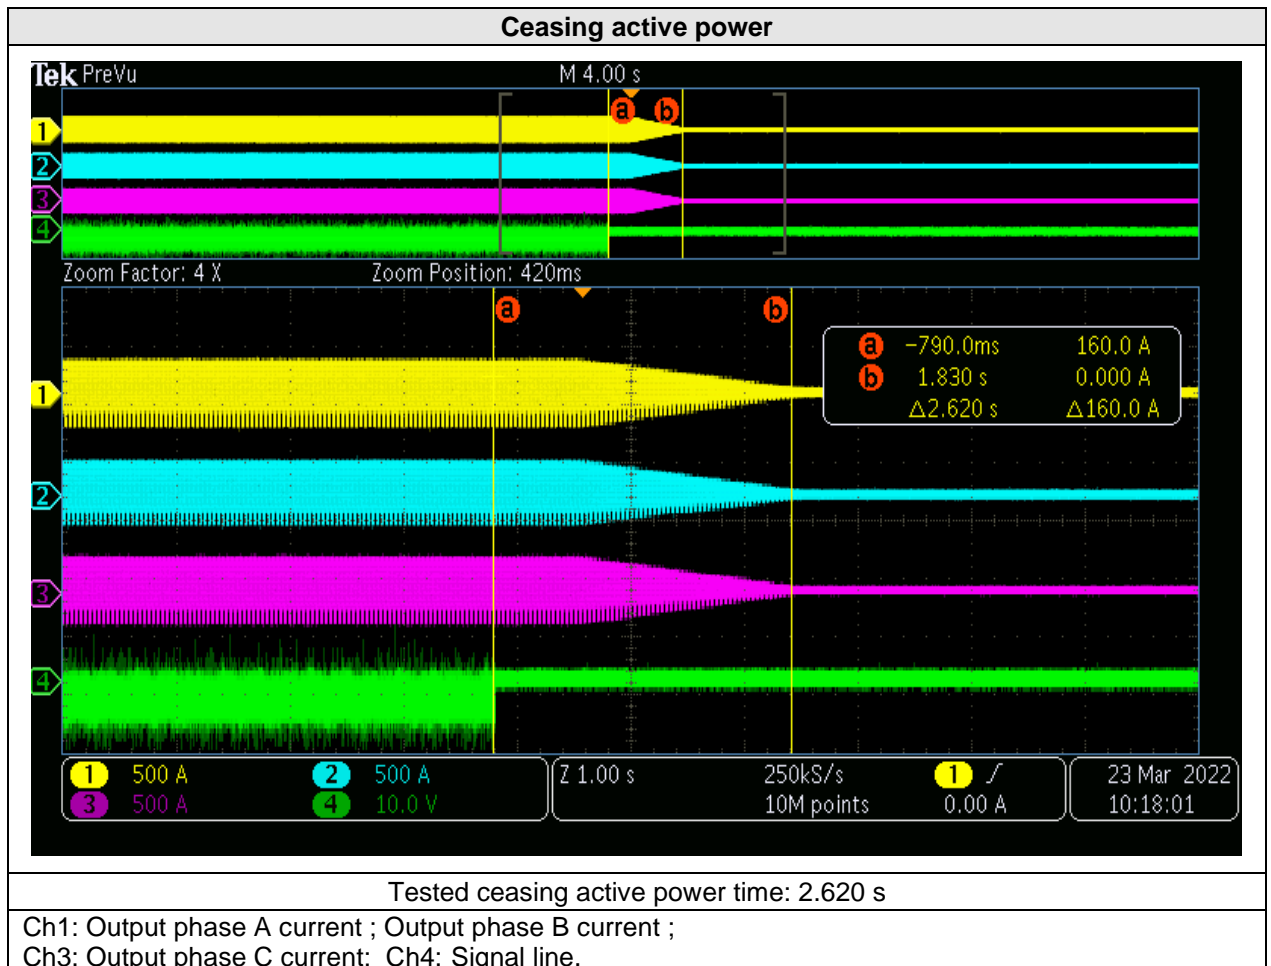 Ceasing active power
Tek PreVu M 4.00 s
a b
1
2
3
4
Zoom Factor: 4 X Zoom Position: 420ms
a b
a -790.0ms 160.0 A
b 1.830 s 0.000 A
△2.620 s △160.0 A
1
2
3
4
1 500 A 2 500 A Z 1.00 s 250kS/s 1 23 Mar 2022
3 500 A 4 10.0 V 10M points 0.00 A 10:18:01
Tested ceasing active power time: 2.620 s
Ch1: Output phase A current ; Output phase B current ;
Ch3: Output phase C current; Ch4: Signal line.